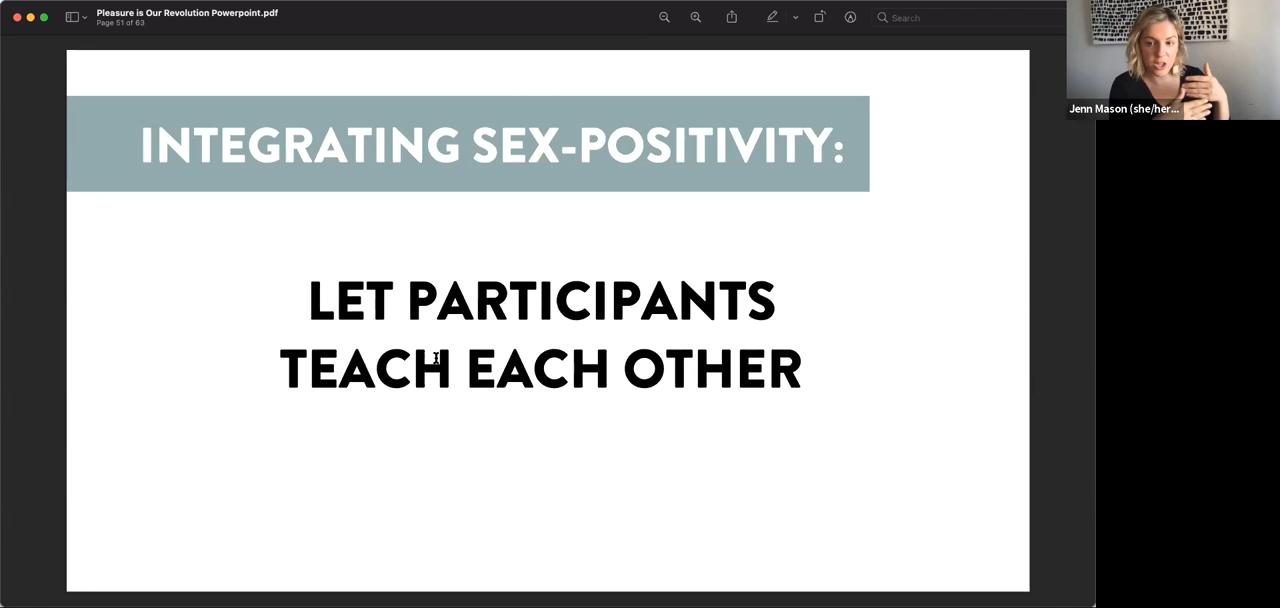 Pleasure is Our Revolution Powerpoint.pdf
Page 51 of 63
Search
Jenn Mason (she/her...
INTEGRATING SEX-POSITIVITY:
LET PARTICIPANTS
TEACH EACH OTHER